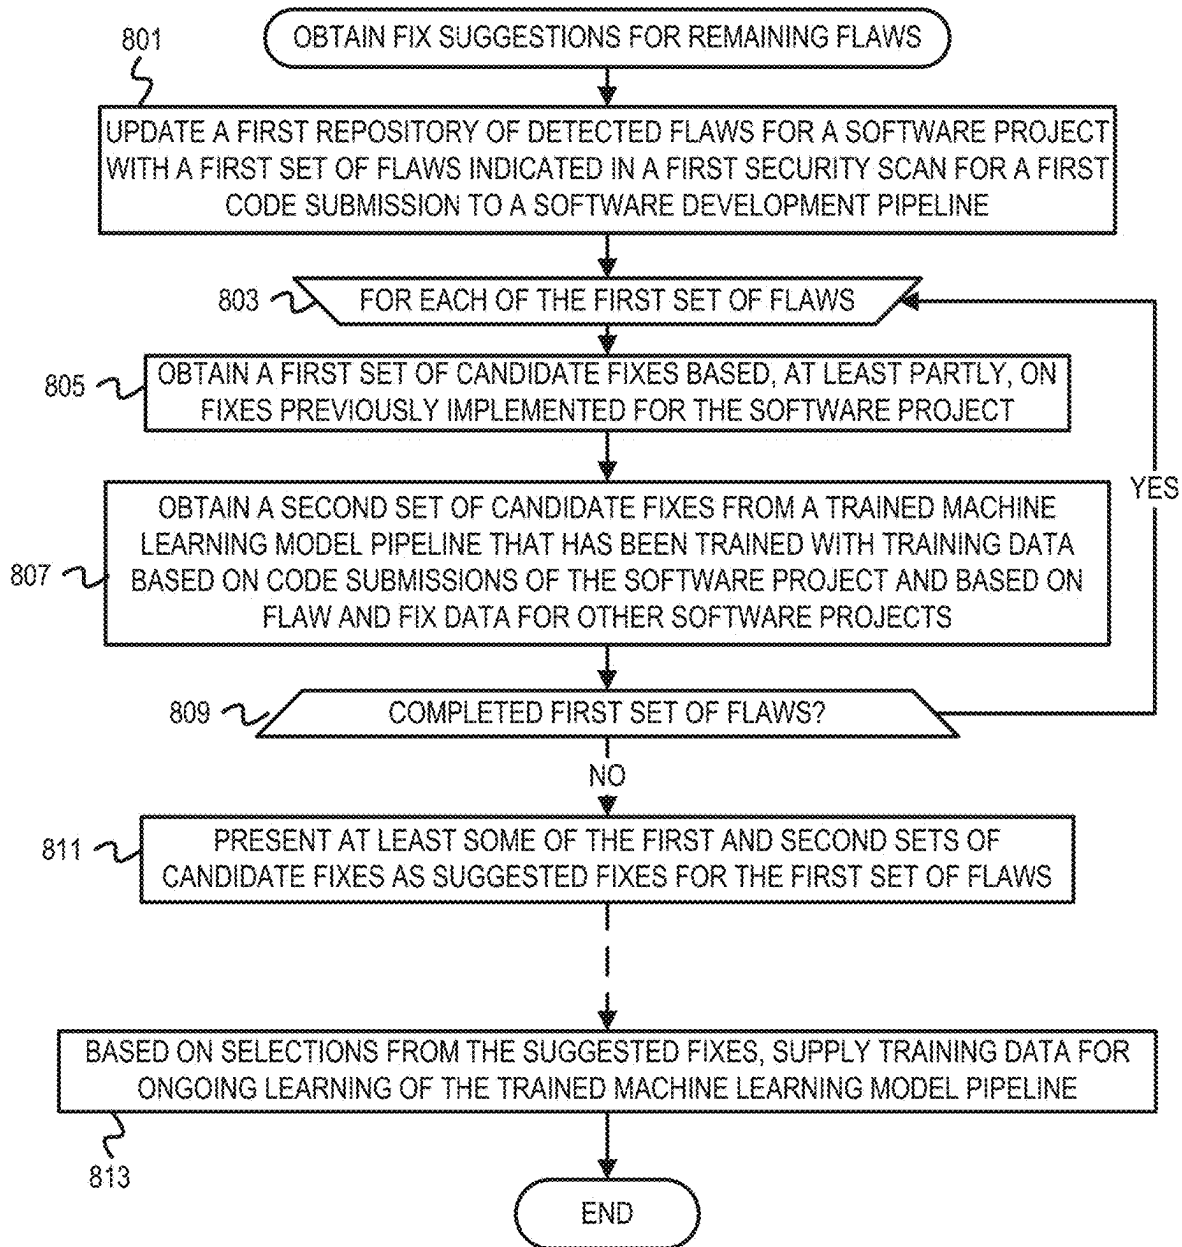 801
OBTAIN FIX SUGGESTIONS FOR REMAINING FLAWS
UPDATE A FIRST REPOSITORY OF DETECTED FLAWS FOR A SOFTWARE PROJECT
WITH A FIRST SET OF FLAWS INDICATED IN A FIRST SECURITY SCAN FOR A FIRST
CODE SUBMISSION TO A SOFTWARE DEVELOPMENT PIPELINE
803
FOR EACH OF THE FIRST SET OF FLAWS
805
OBTAIN A FIRST SET OF CANDIDATE FIXES BASED, AT LEAST PARTLY, ON
FIXES PREVIOUSLY IMPLEMENTED FOR THE SOFTWARE PROJECT
YES
807
OBTAIN A SECOND SET OF CANDIDATE FIXES FROM A TRAINED MACHINE
LEARNING MODEL PIPELINE THAT HAS BEEN TRAINED WITH TRAINING DATA
BASED ON CODE SUBMISSIONS OF THE SOFTWARE PROJECT AND BASED ON
FLAW AND FIX DATA FOR OTHER SOFTWARE PROJECTS
809
COMPLETED FIRST SET OF FLAWS?
NO
811
PRESENT AT LEAST SOME OF THE FIRST AND SECOND SETS OF
CANDIDATE FIXES AS SUGGESTED FIXES FOR THE FIRST SET OF FLAWS
BASED ON SELECTIONS FROM THE SUGGESTED FIXES, SUPPLY TRAINING DATA FOR
ONGOING LEARNING OF THE TRAINED MACHINE LEARNING MODEL PIPELINE
813
END